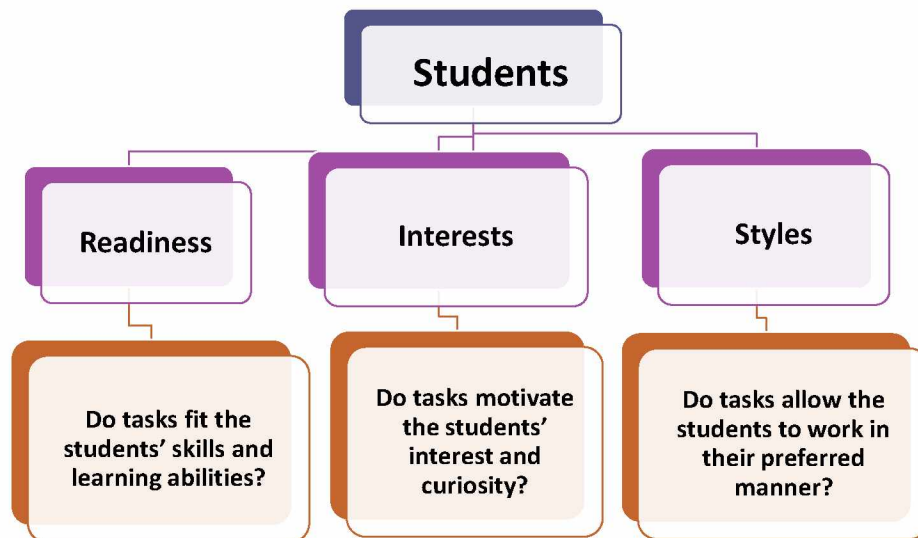 Students
Readiness
Interests
Styles
Do tasks fit the
students’ skills and
learning abilities?
Do tasks motivate
the students’
interest and
curiosity?
Do tasks allow the
students to work in
their preferred
manner?